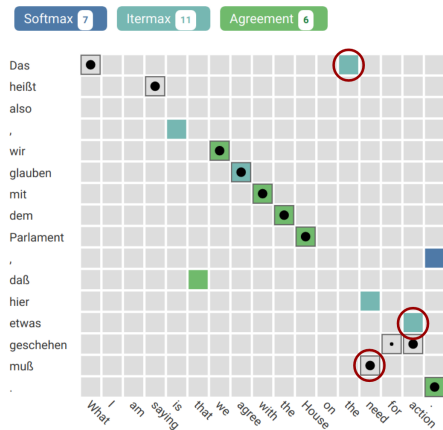 Softmax 7 Itermax 11 Agreement 6
Das
heißt
also
,
wir
glauben
mit
dem
Parlament
,
daß
hier
etwas
geschehen
muß
.
What I am saying is that we agree with the House on the need for action .